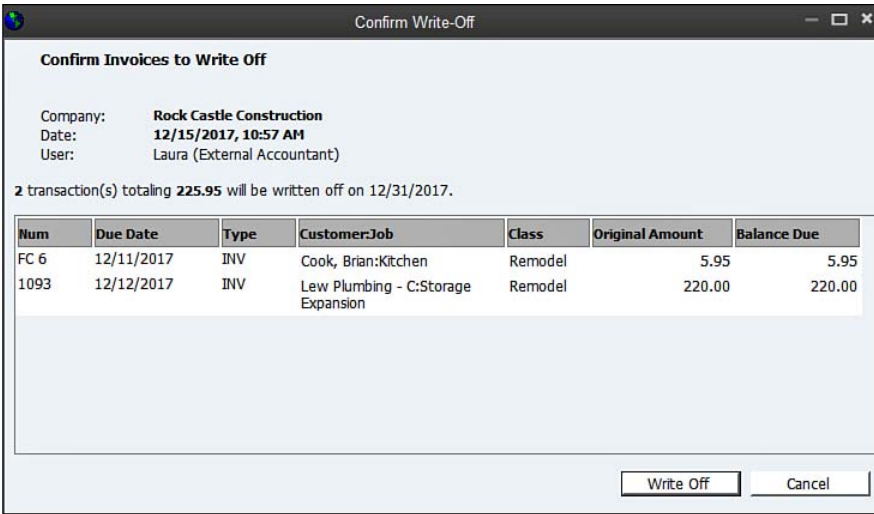 Confirm Write-Off
Confirm Invoices to Write Off
Company: Rock Castle Construction
Date: 12/15/2017, 10:57 AM
User: Laura (External Accountant)
2 transaction(s) totaling 225.95 will be written off on 12/31/2017.
Num Due Date Type Customer:Job Class Original Amount Balance Due
FC 6 12/11/2017 INV Cook, Brian:Kitchen Remodel 5.95 5.95
1093 12/12/2017 INV Lew Plumbing - C:Storage Remodel 220.00 220.00
Expansion
Write Off Cancel